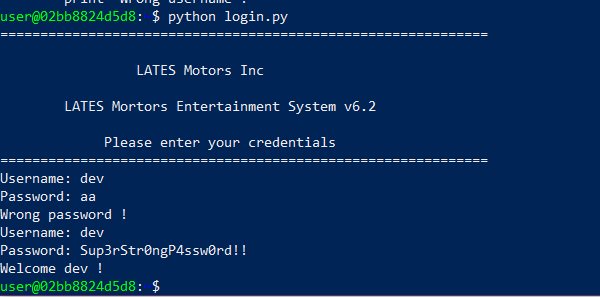 print "Wrong username".
user@02bb8824d5d8: $ python login.py
=============================================================
LATES Motors Inc
LATES Mortors Entertainment System v6.2
Please enter your credentials
=============================================================
Username: dev
Password: aa
Wrong password !
Username: dev
Password: Sup3rStr0ngP4ssw0rd!!
Welcome dev !
user@02bb8824d5d8: $